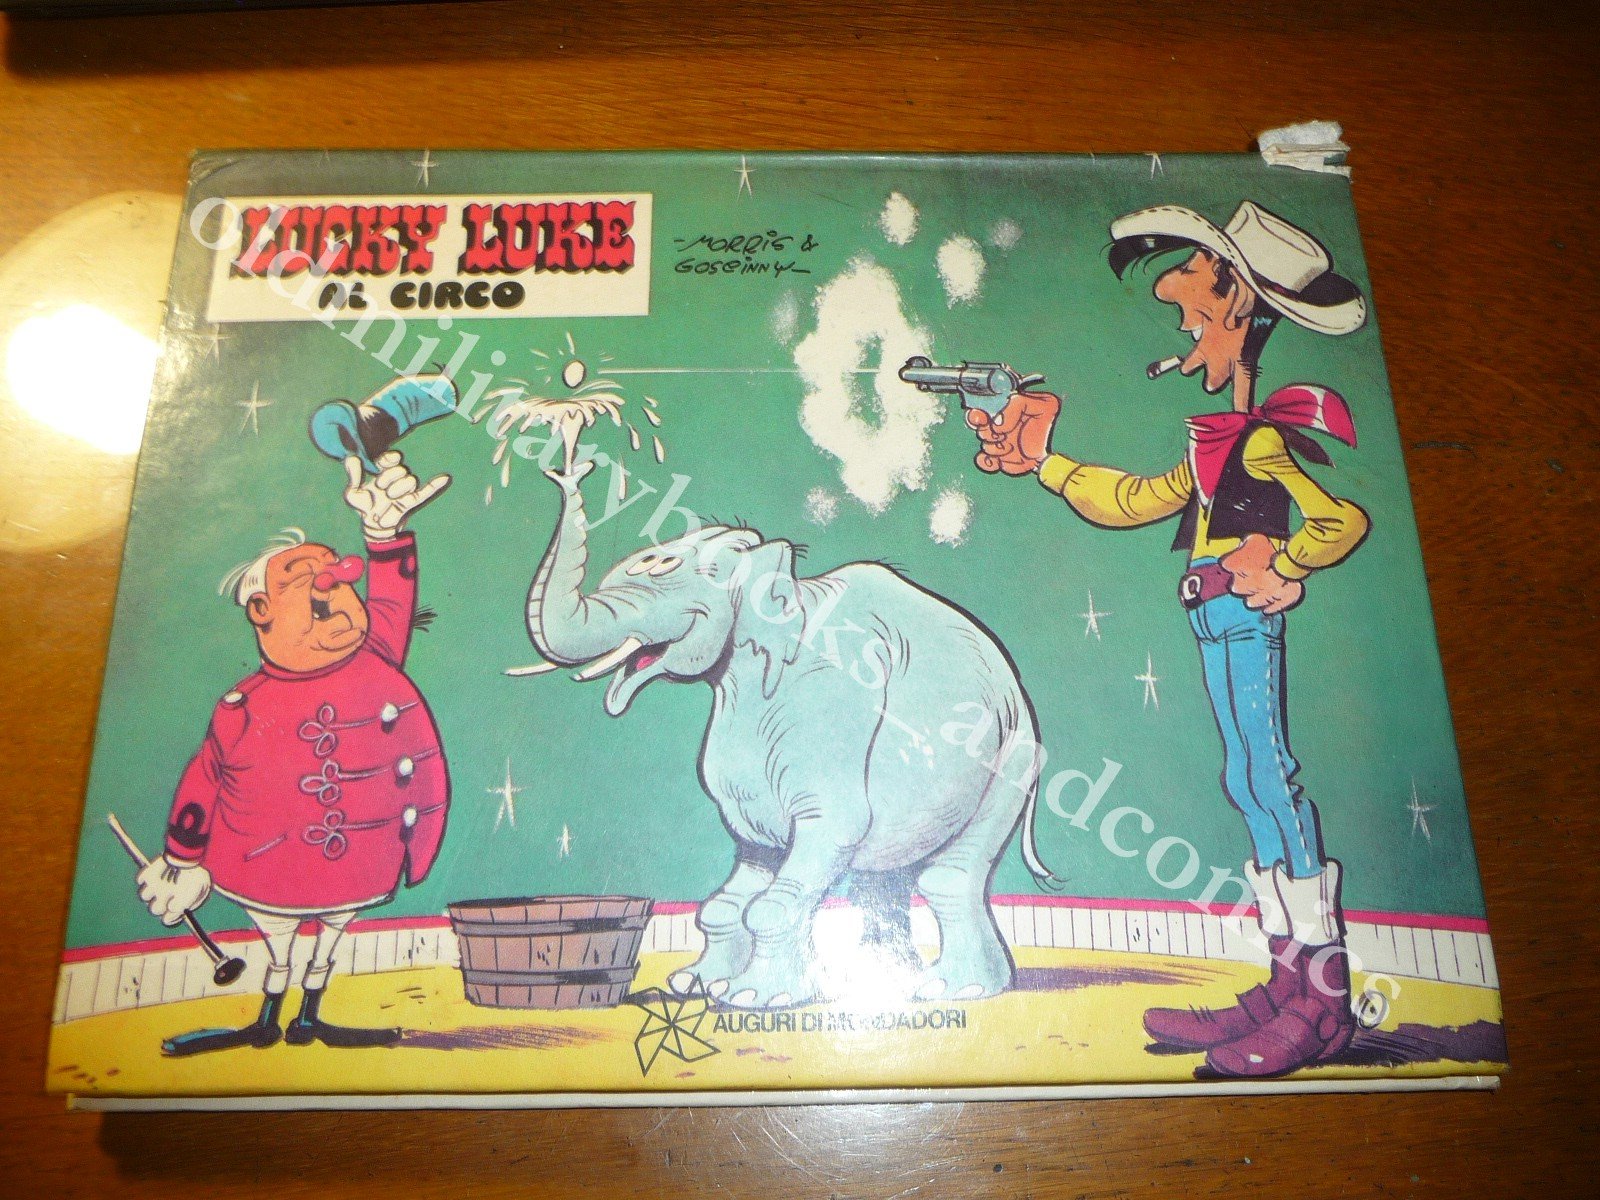 LUCKY LUKE
AL CIRCO
-MORRIS &
GOSCINNY-
oldmilitarybooks_andcomics
AUGURI DI MONDADORI